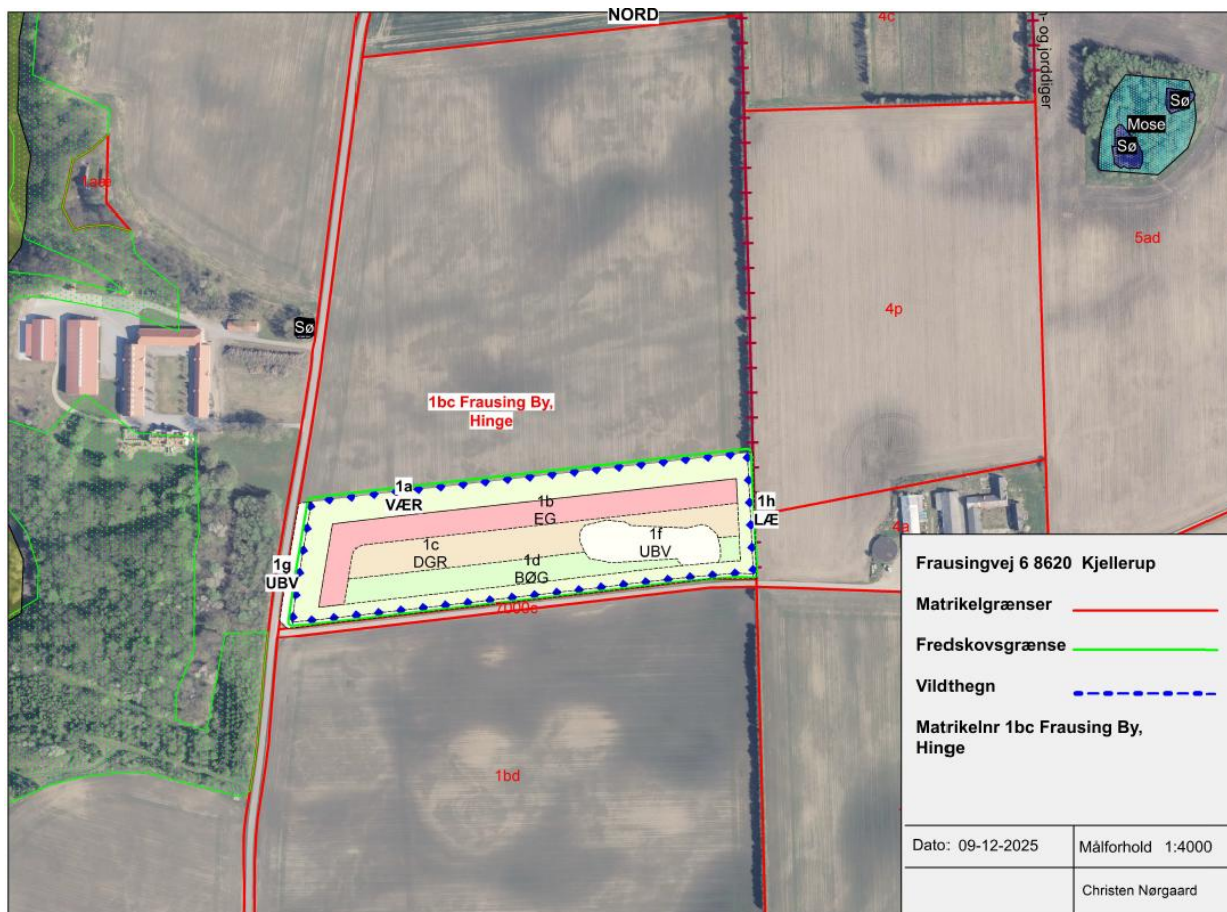 NORD
4c
- og jorddiger
Sø
Mose
Sø
1aø
5ad
4p
Sø
1bc Frausing By,
Hinge
1a
VÆR
1b
EG
1h
LÆ
1c
DGR
1f
UBV
1d
BØG
1g
UBV
4a
7000e
1bd
Frausingvej 6 8620 Kjellerup
Matrikelgrænser
Fredskovsgrænse
Vildthegn
Matrikelnr 1bc Frausing By,
Hinge
Dato: 09-12-2025
Målforhold 1:4000
Christen Nørgaard